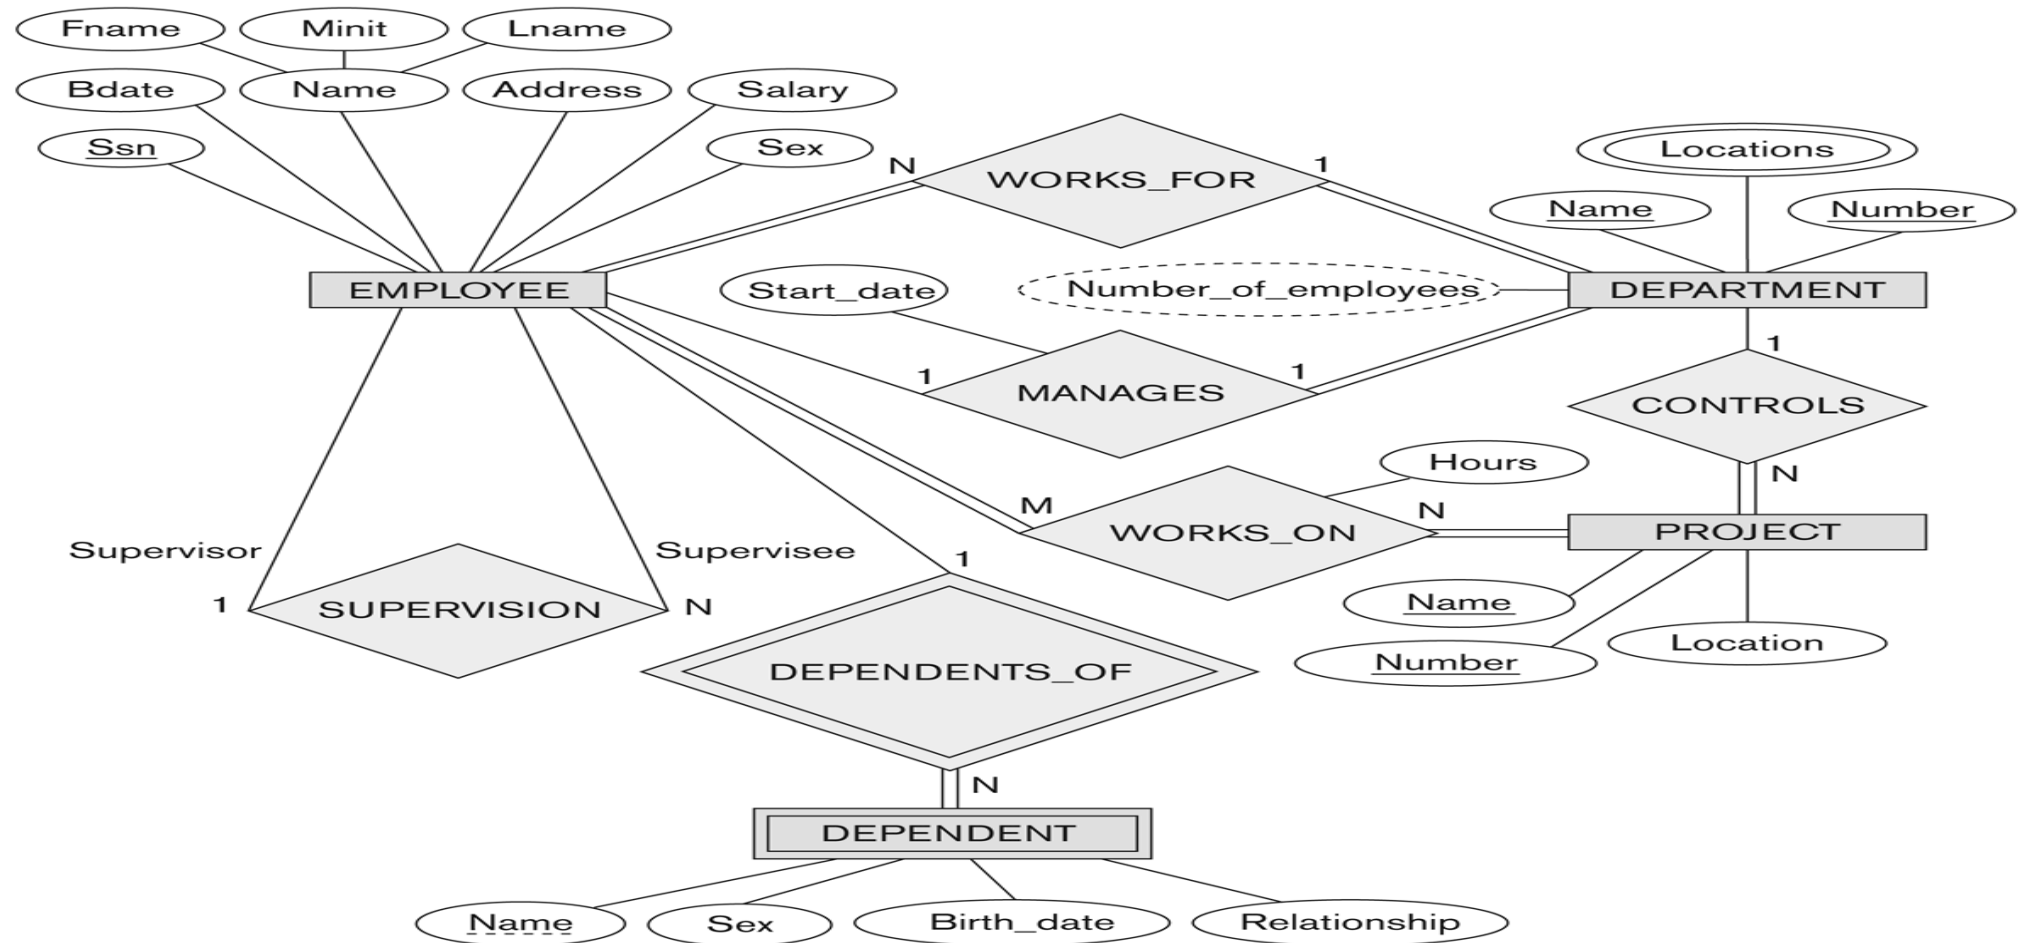 Fname Minit Lname
Bdate Name Address Salary
Ssn Sex
N WORKS_FOR 1
Locations
Name Number
EMPLOYEE Start_date Number_of_employees DEPARTMENT
1 MANAGES 1
1
CONTROLS
N
Hours
M WORKS_ON N
PROJECT
Supervisor Supervisee
1 SUPERVISION N
1
Name
Number
Location
DEPENDENTS_OF
N
DEPENDENT
Name Sex Birth_date Relationship